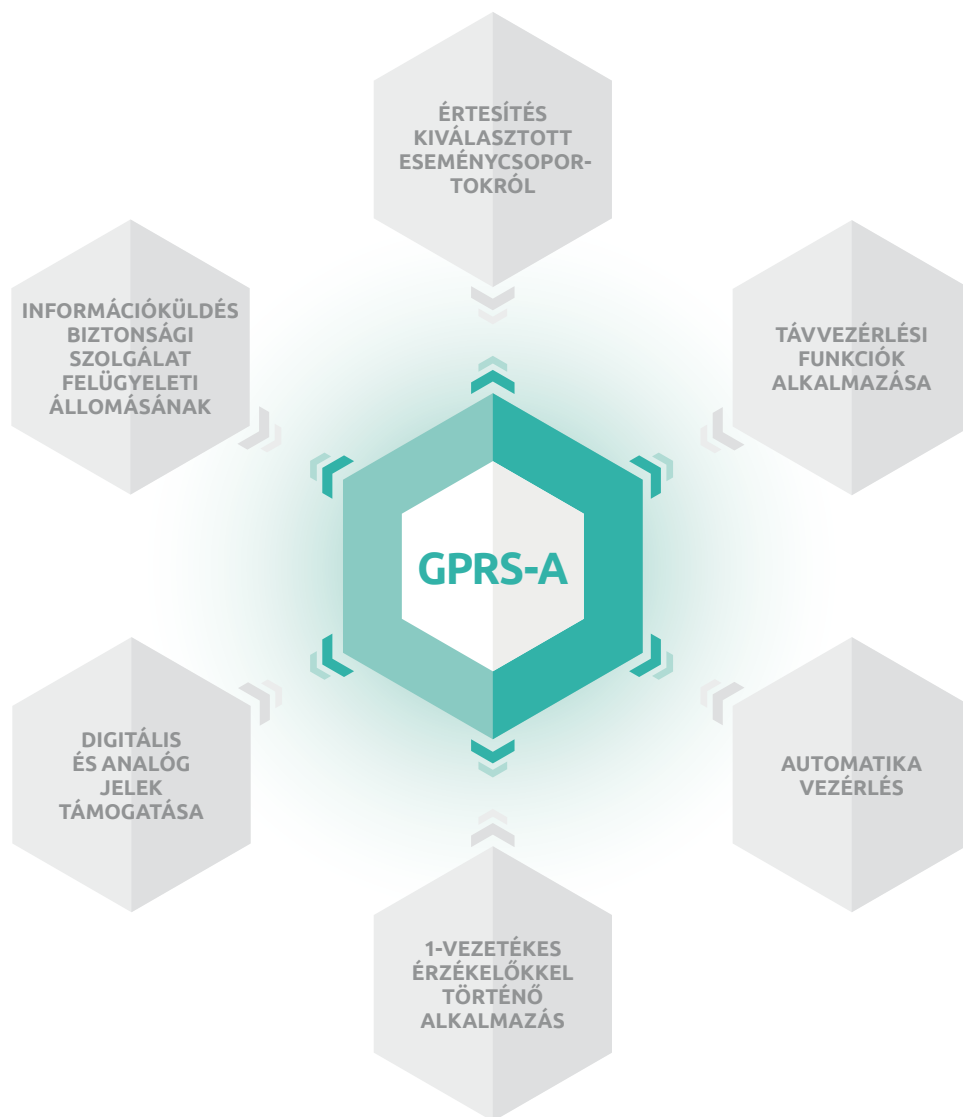 ÉRTESÍTÉS
KIVÁLASZTOTT
ESEMÉNYCSOPOR-
TOKRÓL
INFORMÁCIÓKÜLDÉS
BIZTONSÁGI
SZOLGÁLAT
FELÜGYELETI
ÁLLOMÁSÁNAK
TÁVVEZÉRLÉSI
FUNKCIÓK
ALKALMAZÁSA
GPRS-A
DIGITÁLIS
ÉS ANALÓG
JELEK
TÁMOGATÁSA
AUTOMATIKA
VEZÉRLÉS
1-VEZETÉKES
ÉRZÉKELŐKKEL
TÖRTÉNŐ
ALKALMAZÁS